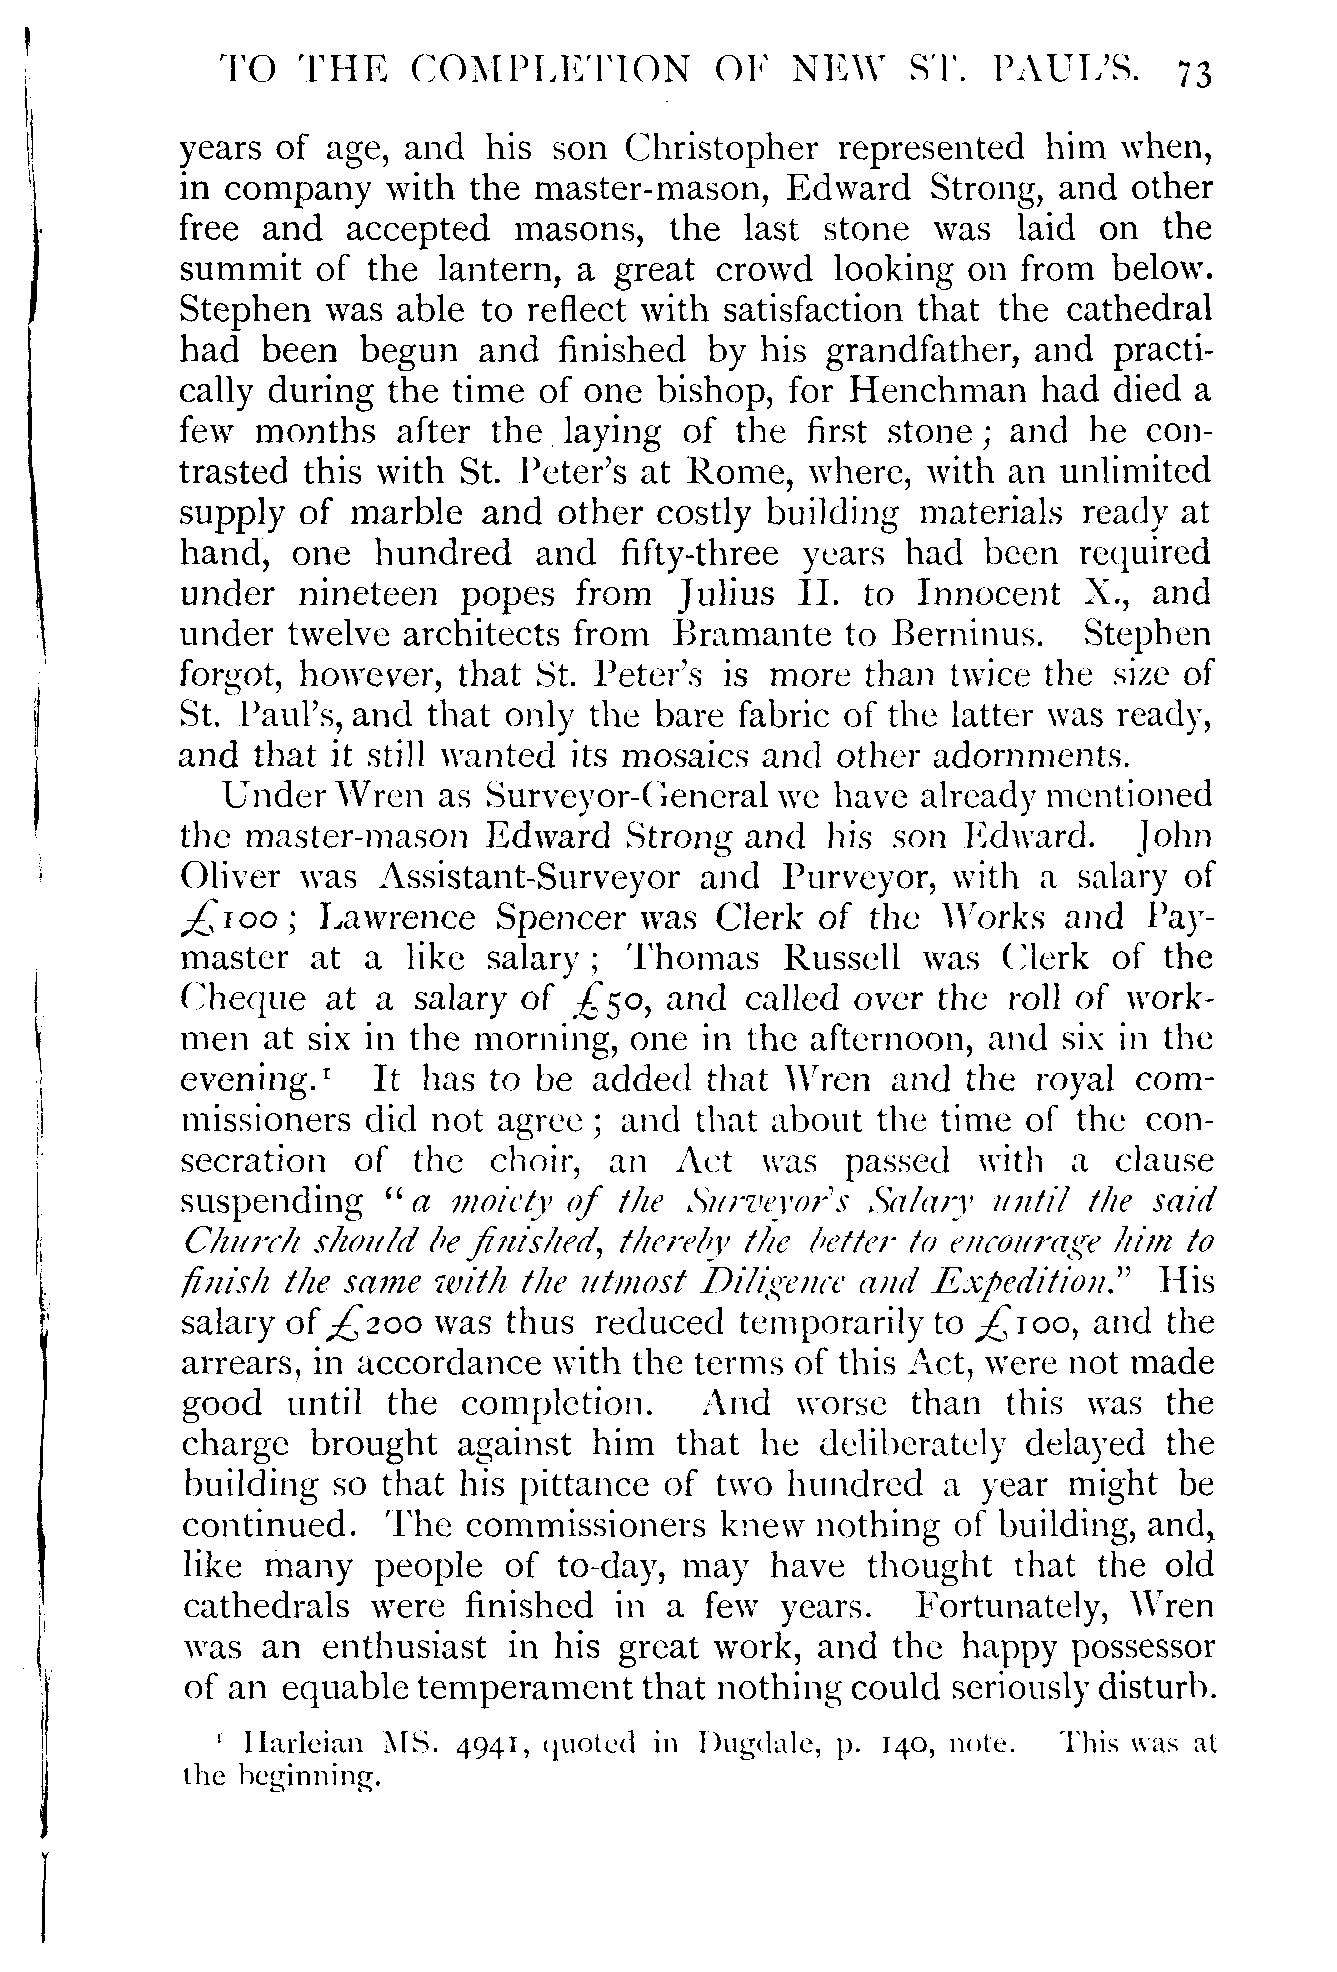 TO THE COMPLETION OF NEW ST. PAUL'S. 73
years of age, and his son Christopher represented him when,
in company with the master-mason, Edward Strong, and other
free and accepted masons, the last stone was laid on the
summit of the lantern, a great crowd looking on from below.
Stephen was able to reflect with satisfaction that the cathedral
had been begun and finished by his grandfather, and practi-
cally during the time of one bishop, for Henchman had died a
few months after the laying of the first stone; and he con-
trasted this with St. Peter's at Rome, where, with an unlimited
supply of marble and other costly building materials ready at
hand, one hundred and fifty-three years had been required
under nineteen popes from Julius II. to Innocent X., and
under twelve architects from Bramante to Berninus. Stephen
forgot, however, that St. Peter's is more than twice the size of
St. Paul's, and that only the bare fabric of the latter was ready,
and that it still wanted its mosaics and other adornments.
Under Wren as Surveyor-General we have already mentioned
the master-mason Edward Strong and his son Edward. John
Oliver was Assistant-Surveyor and Purveyor, with a salary of
£100; Lawrence Spencer was Clerk of the Works and Pay-
master at a like salary; Thomas Russell was Clerk of the
Cheque at a salary of £50, and called over the roll of work-
men at six in the morning, one in the afternoon, and six in the
evening.¹ It has to be added that Wren and the royal com-
missioners did not agree; and that about the time of the con-
secration of the choir, an Act was passed with a clause
suspending "a moiety of the Surveyor's Salary until the said
Church should be finished, thereby the better to encourage him to
finish the same with the utmost Diligence and Expedition." His
salary of £200 was thus reduced temporarily to £100, and the
arrears, in accordance with the terms of this Act, were not made
good until the completion. And worse than this was the
charge brought against him that he deliberately delayed the
building so that his pittance of two hundred a year might be
continued. The commissioners knew nothing of building, and,
like many people of to-day, may have thought that the old
cathedrals were finished in a few years. Fortunately, Wren
was an enthusiast in his great work, and the happy possessor
of an equable temperament that nothing could seriously disturb.
¹ Harleian MS. 4941, quoted in Dugdale, p. 140, note. This was at
the beginning.